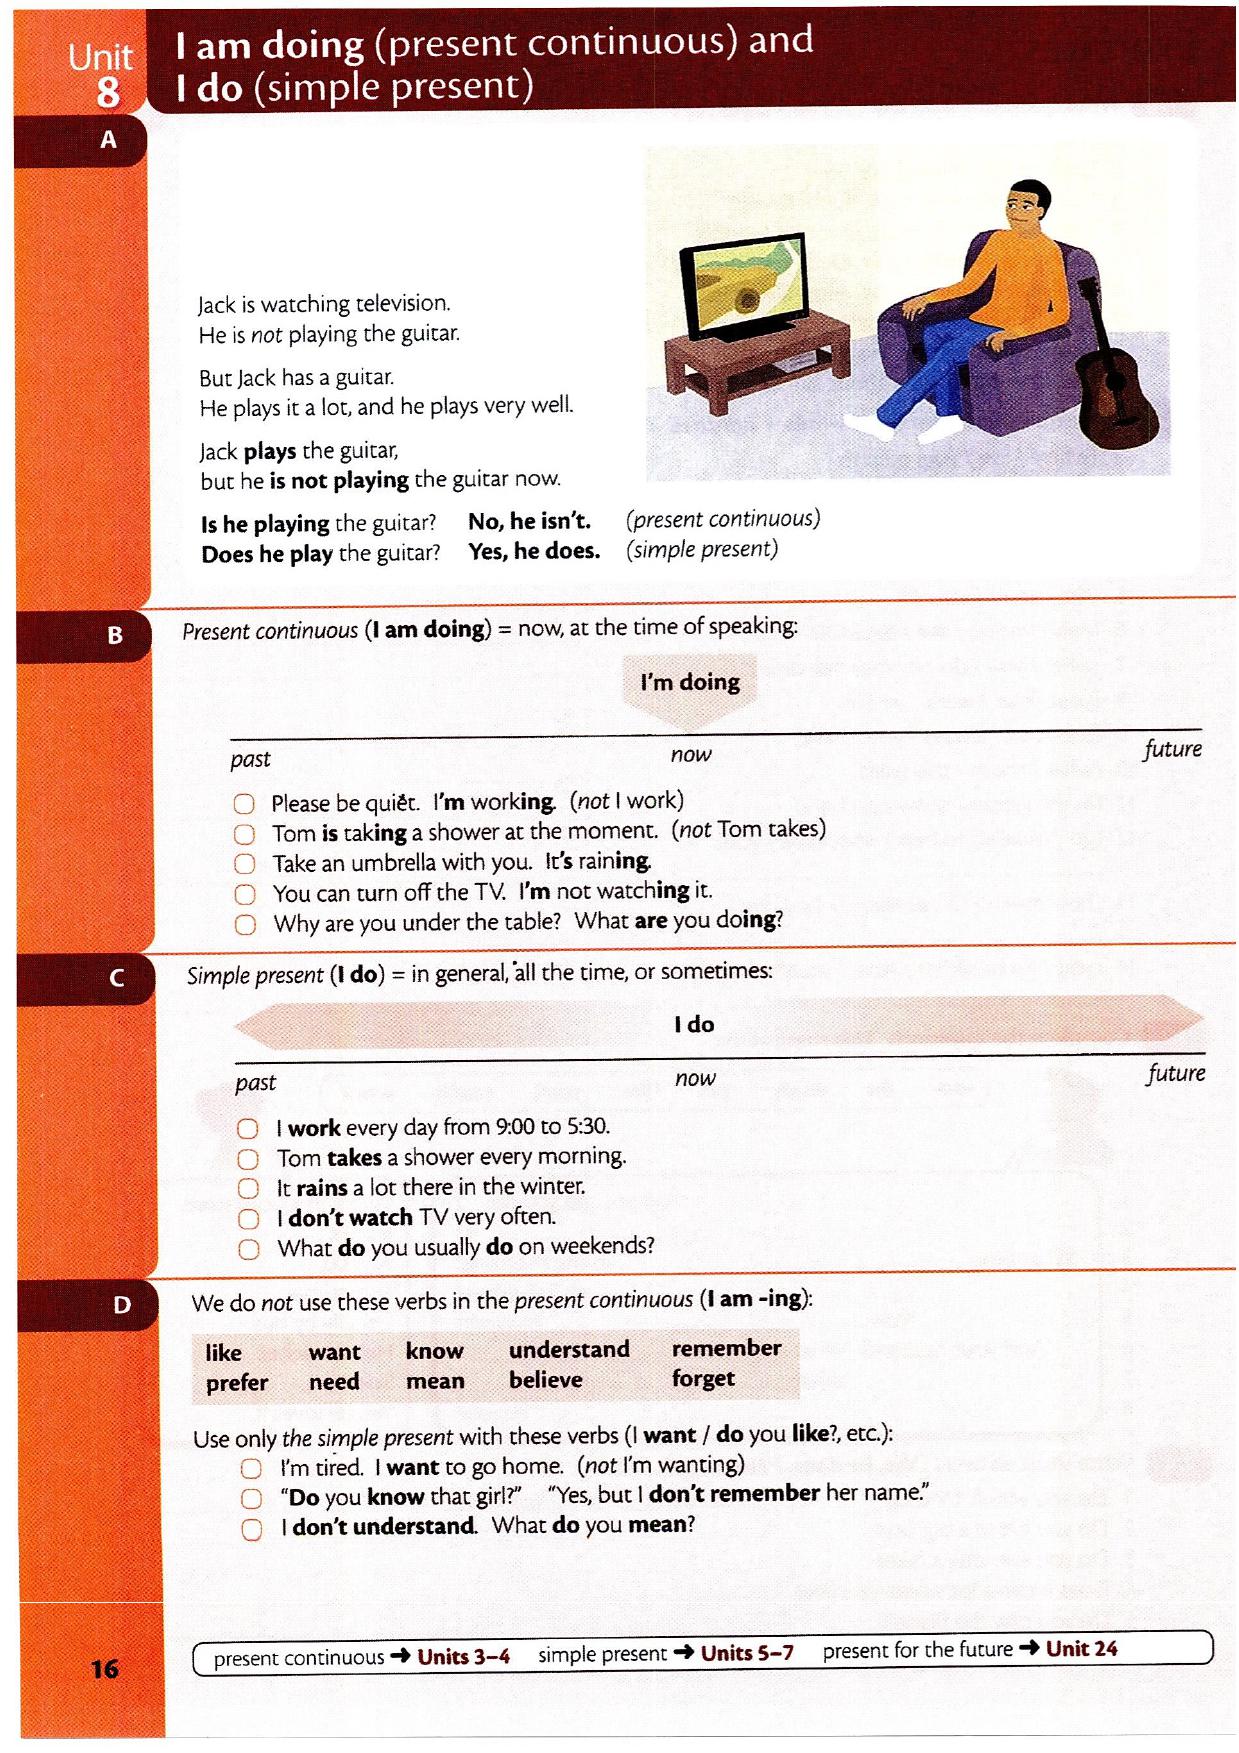 Unit
8
I am doing (present continuous) and
I do (simple present)
A
Jack is watching television.
He is not playing the guitar.
But Jack has a guitar.
He plays it a lot, and he plays very well.
Jack plays the guitar,
but he is not playing the guitar now.
Is he playing the guitar? No, he isn't. (present continuous)
Does he play the guitar? Yes, he does. (simple present)
B
Present continuous (I am doing) = now, at the time of speaking:
I'm doing
past now future
Please be quiet. I'm working. (not I work)
Tom is taking a shower at the moment. (not Tom takes)
Take an umbrella with you. It's raining.
You can turn off the TV. I'm not watching it.
Why are you under the table? What are you doing?
C
Simple present (I do) = in general, all the time, or sometimes:
I do
past now future
I work every day from 9:00 to 5:30.
Tom takes a shower every morning.
It rains a lot there in the winter.
I don't watch TV very often.
What do you usually do on weekends?
D
We do not use these verbs in the present continuous (I am -ing):
like want know understand remember
prefer need mean believe forget
Use only the simple present with these verbs (I want / do you like?, etc.):
I'm tired. I want to go home. (not I'm wanting)
“Do you know that girl?” “Yes, but I don't remember her name.”
I don't understand. What do you mean?
16
present continuous → Units 3–4 simple present → Units 5–7 present for the future → Unit 24